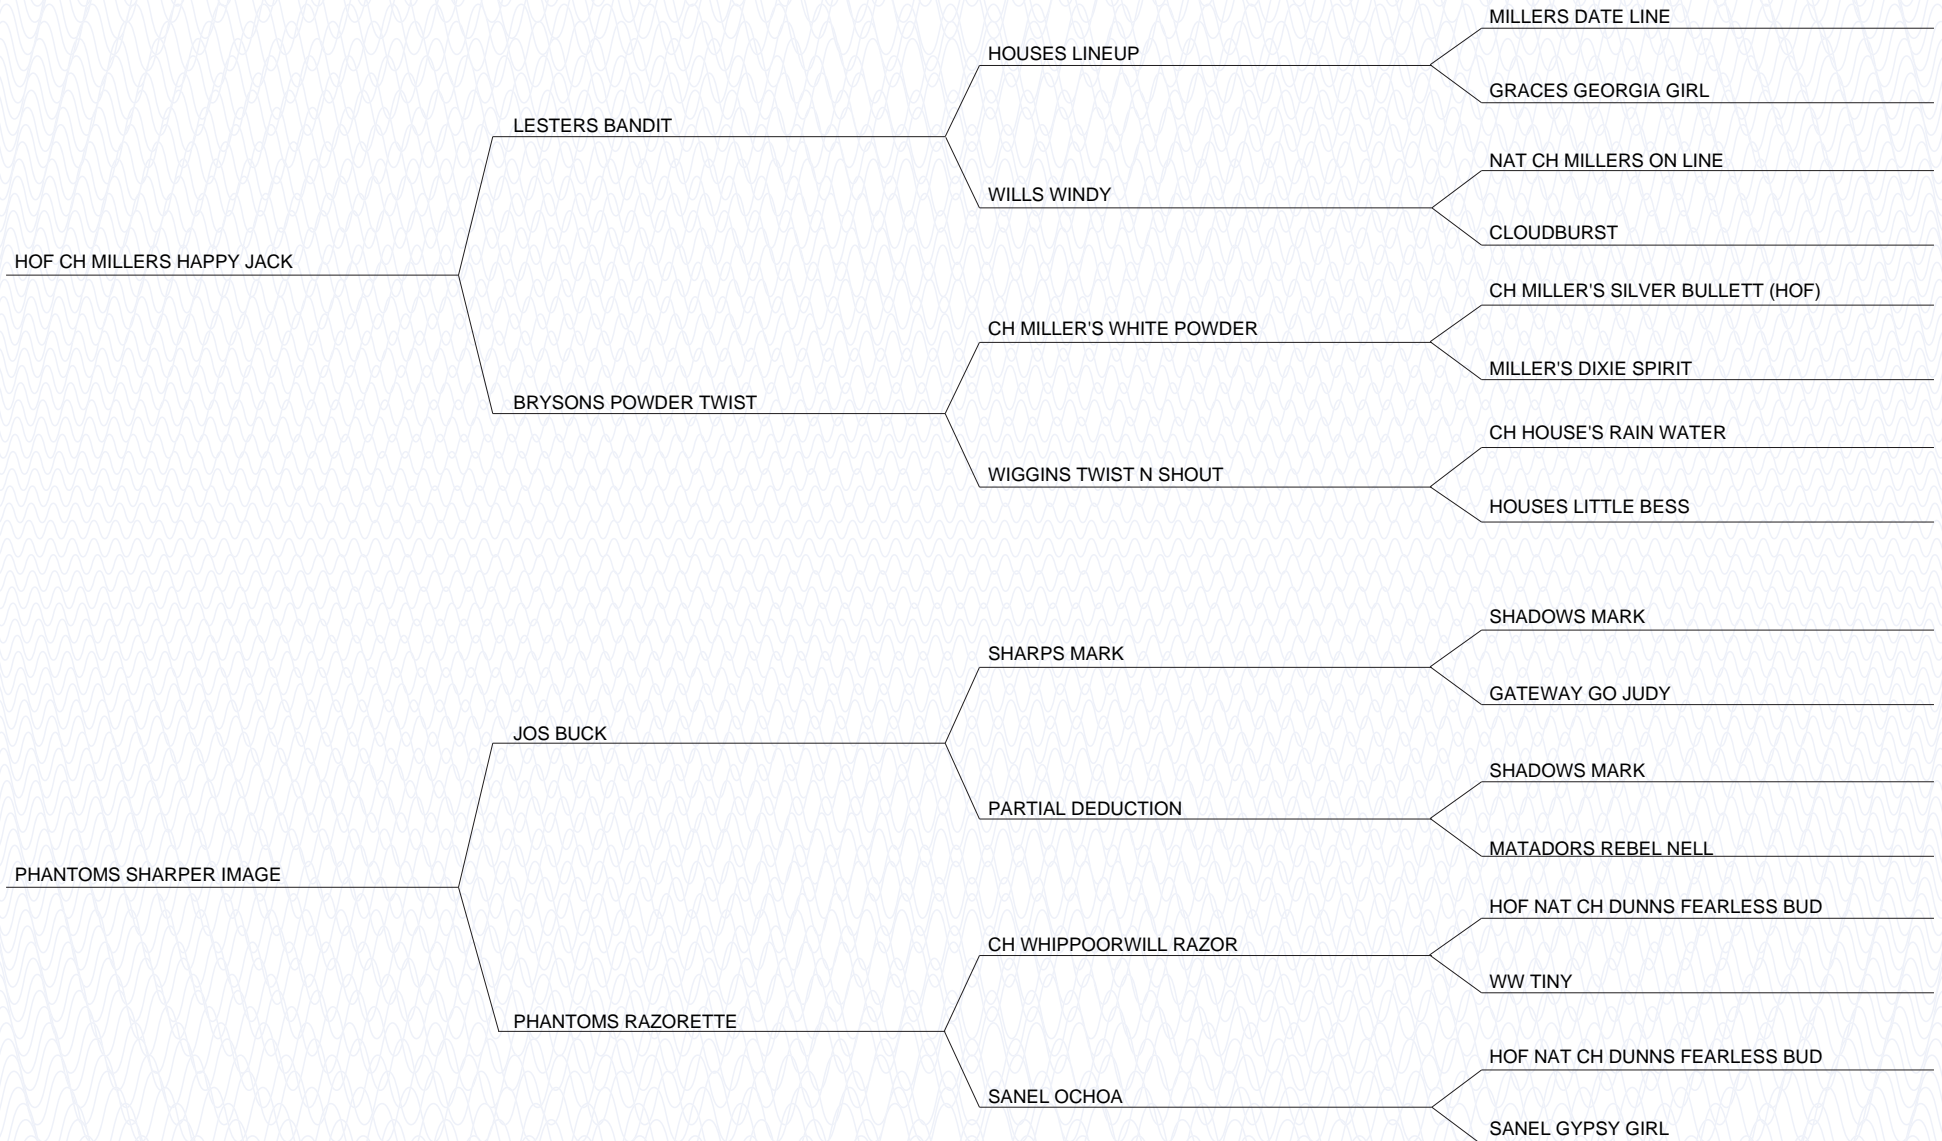 MILLERS DATE LINE
HOUSES LINEUP
GRACES GEORGIA GIRL
LESTERS BANDIT
NAT CH MILLERS ON LINE
WILLS WINDY
CLOUDBURST
HOF CH MILLERS HAPPY JACK
CH MILLER'S SILVER BULLETT (HOF)
CH MILLER'S WHITE POWDER
MILLER'S DIXIE SPIRIT
BRYSONS POWDER TWIST
CH HOUSE'S RAIN WATER
WIGGINS TWIST N SHOUT
HOUSES LITTLE BESS
SHADOWS MARK
SHARPS MARK
GATEWAY GO JUDY
JOS BUCK
SHADOWS MARK
PARTIAL DEDUCTION
MATADORS REBEL NELL
PHANTOMS SHARPER IMAGE
HOF NAT CH DUNNS FEARLESS BUD
CH WHIPPOORWILL RAZOR
WW TINY
PHANTOMS RAZORETTE
HOF NAT CH DUNNS FEARLESS BUD
SANEL OCHOA
SANEL GYPSY GIRL